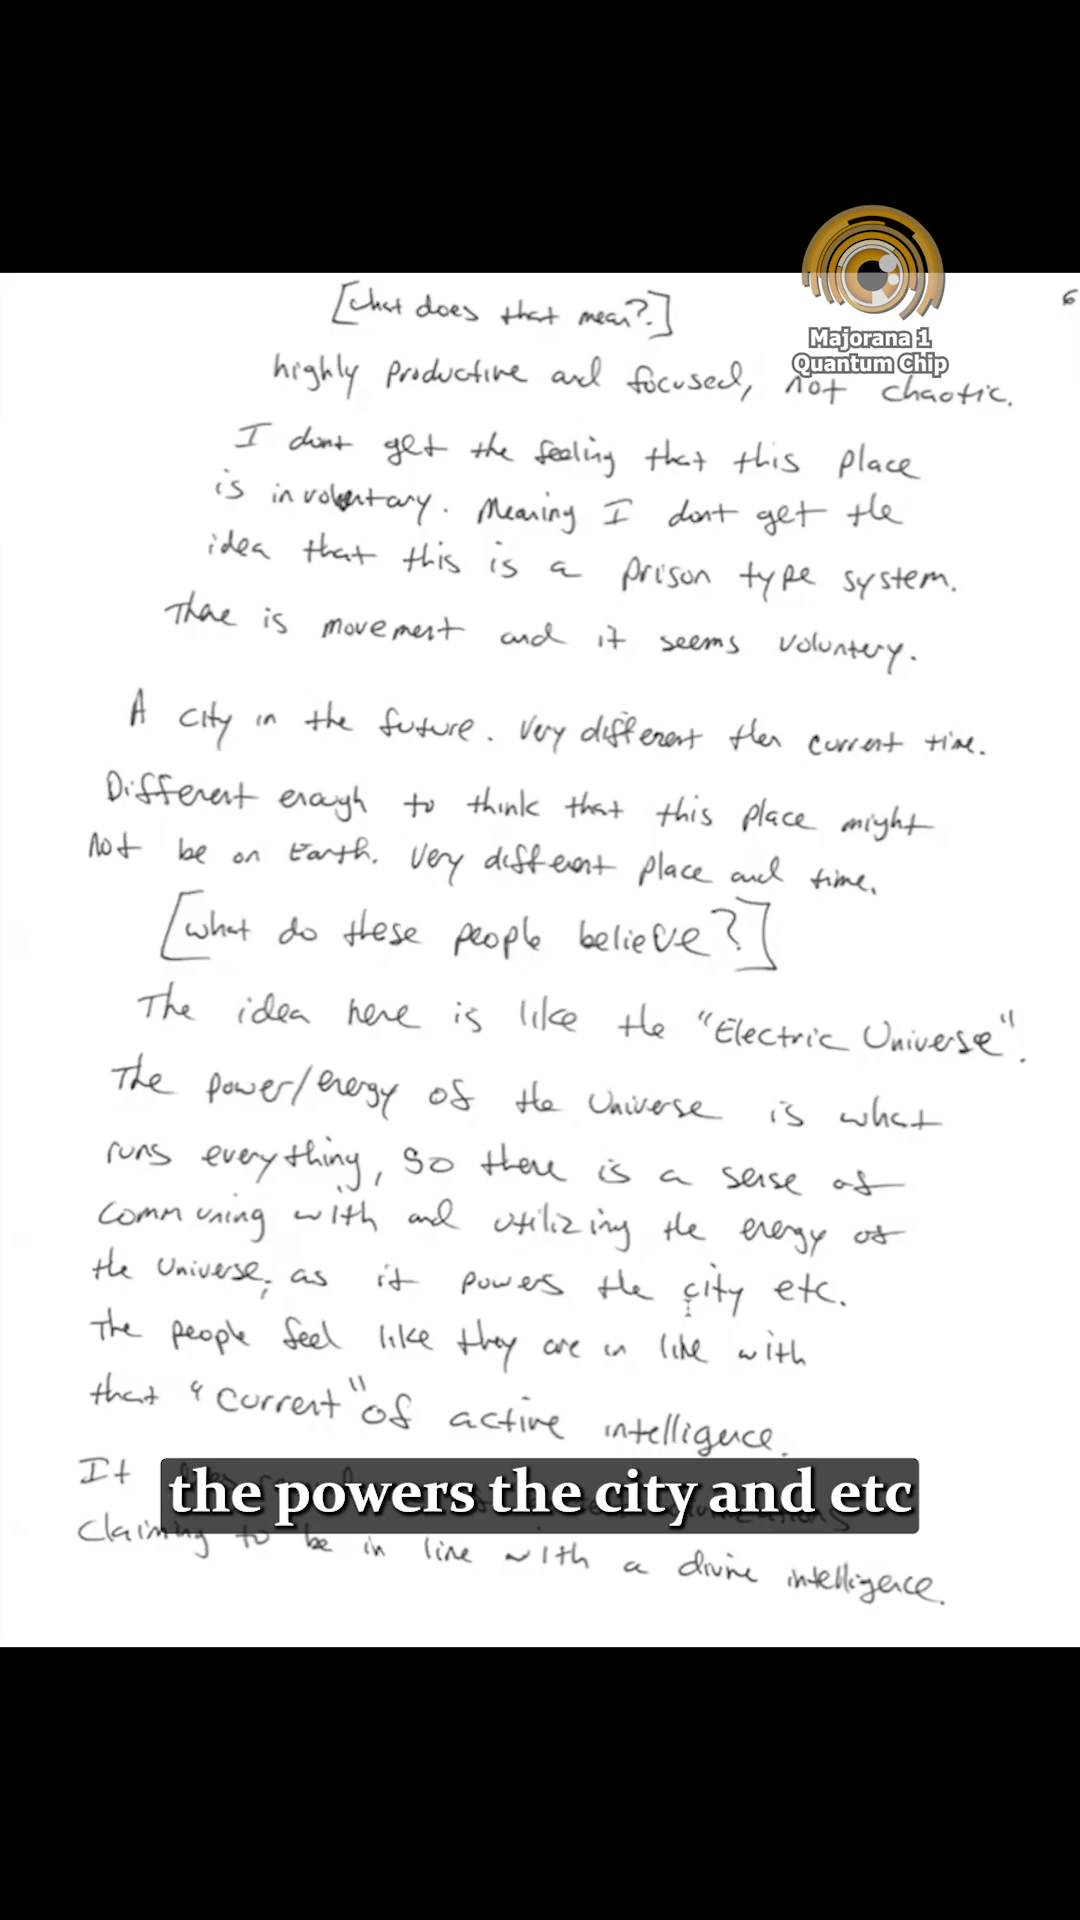 [what does that mean?]
6
Majorana 1
Quantum Chip
highly productive and focused, not chaotic.
I dont get the feeling that this place
is involuntary. Meaning I dont get the
idea that this is a prison type system.
There is movement and it seems voluntery.
A city in the future. Very different then current time.
Different enough to think that this place might
not be on Earth. Very different place and time.
[what do these people believe?]
The idea here is like the "Electric Universe".
The power/energy of the Universe is what
runs everything, so there is a sense of
communing with and utilizing the energy of
the Universe, as it powers the city etc.
The people feel like they are in line with
that "current" of active intelligence.
It
the powers the city and etc
claiming to be in line with a divine intelligence.